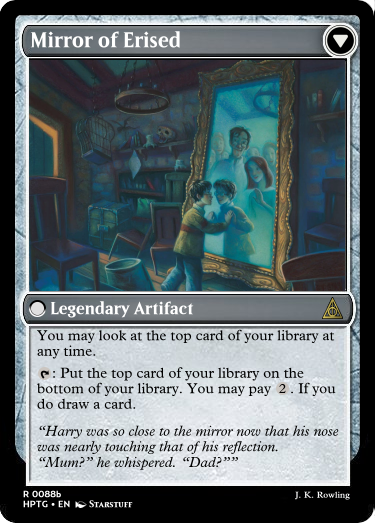 Mirror of Erised
Legendary Artifact
You may look at the top card of your library at
any time.
: Put the top card of your library on the
bottom of your library. You may pay 2 . If you
do draw a card.
“Harry was so close to the mirror now that his nose
was nearly touching that of his reflection.
“Mum?” he whispered. “Dad?””
R 0088b
HPTG • EN STARSTUFF
J. K. Rowling